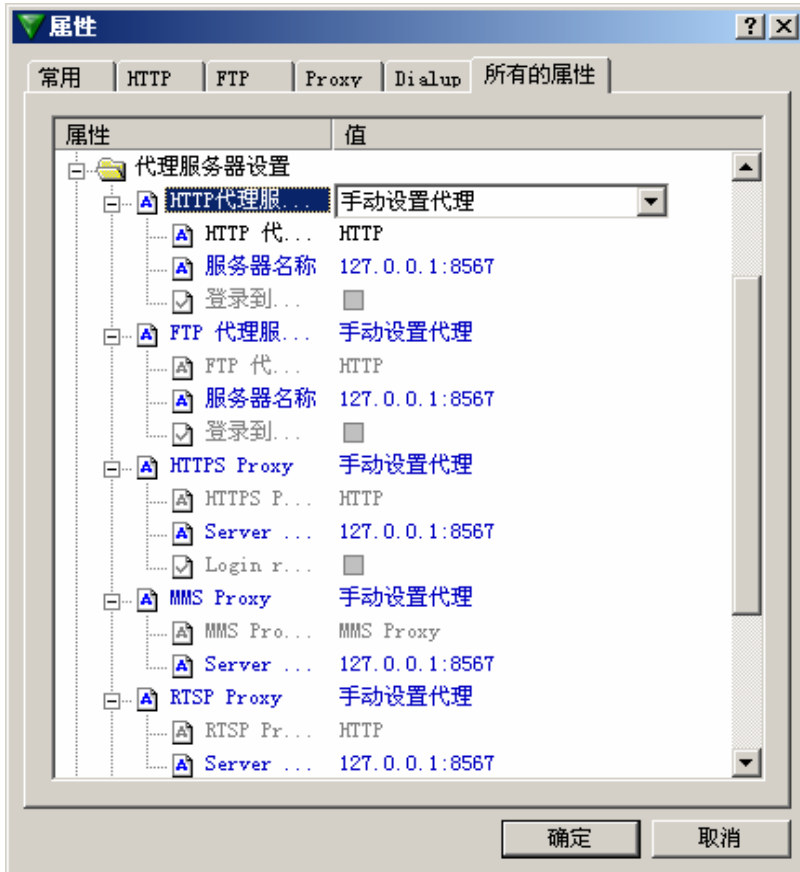 属性
常用 HTTP FTP Proxy Dialup 所有的属性
属性 值
代理服务器设置
HTTP代理服... 手动设置代理
HTTP 代... HTTP
服务器名称 127.0.0.1:8567
登录到...
FTP 代理服... 手动设置代理
FTP 代... HTTP
服务器名称 127.0.0.1:8567
登录到...
HTTPS Proxy 手动设置代理
HTTPS P... HTTP
Server ... 127.0.0.1:8567
Login r...
MMS Proxy 手动设置代理
MMS Pro... MMS Proxy
Server ... 127.0.0.1:8567
RTSP Proxy 手动设置代理
RTSP Pr... HTTP
Server ... 127.0.0.1:8567
确定 取消